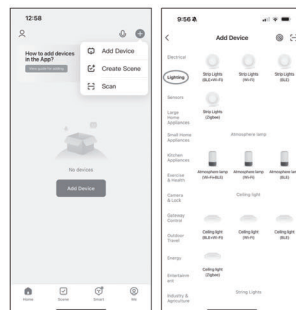 12:58
How to add devices
in the App?
Add Device
Create Scene
Scan
No devices
Add Device
Home
Scene
Smart
Me
9:56
Add Device
Electrical
Lighting
Sensors
Large
Home
Appliances
Small Home
Appliances
Kitchen
Appliances
Exercise
& Health
Camera
& Lock
Gateway
Control
Outdoor
Travel
Energy
Entertainm
ent
Industry &
Agriculture
Strip Lights
(BLE+Wi-Fi)
Strip Lights
(Wi-Fi)
Strip Lights
(BLE)
Strip Lights
(Zigbee)
Atmosphere lamp
Atmosphere lamp
(Wi-Fi+BLE)
Atmosphere lamp
(Wi-Fi)
Atmosphere lamp
(BLE)
Ceiling light
Ceiling light
(BLE+Wi-Fi)
Ceiling light
(Wi-Fi)
Ceiling light
(BLE)
Ceiling light
(Zigbee)
String Lights